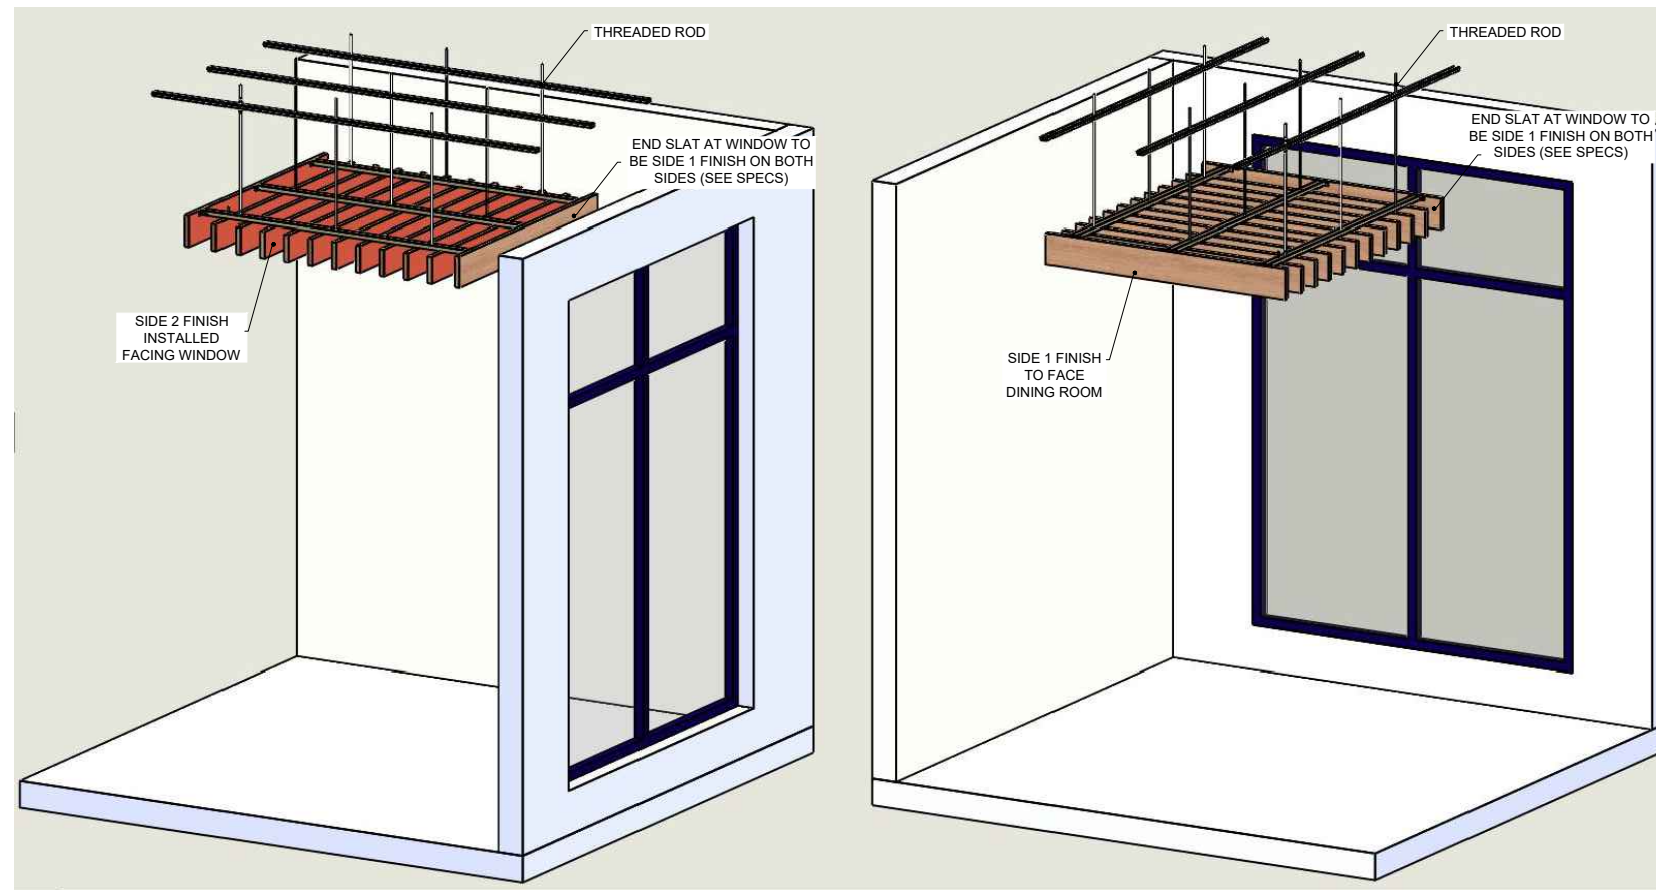 THREADED ROD
END SLAT AT WINDOW TO
BE SIDE 1 FINISH ON BOTH
SIDES (SEE SPECS)
SIDE 2 FINISH
INSTALLED
FACING WINDOW
THREADED ROD
END SLAT AT WINDOW TO
BE SIDE 1 FINISH ON BOTH
SIDES (SEE SPECS)
SIDE 1 FINISH
TO FACE
DINING ROOM